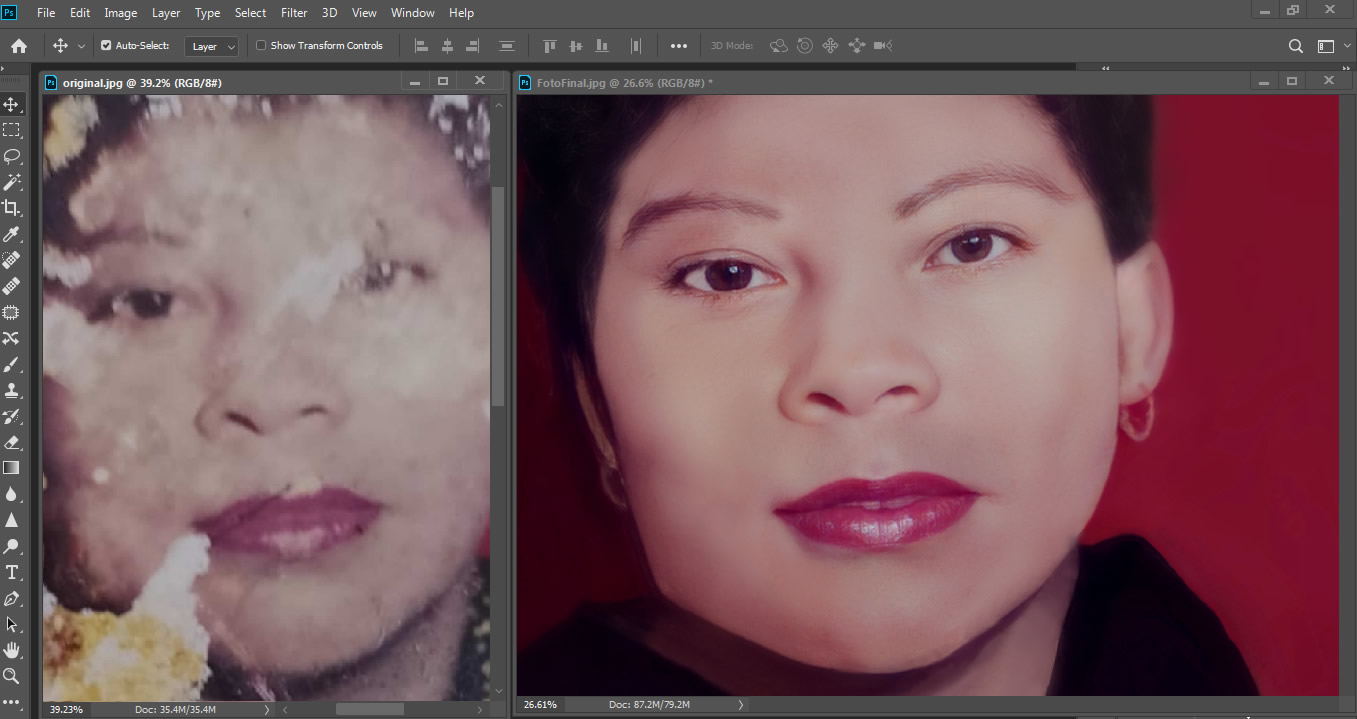 Ps File Edit Image Layer Type Select Filter 3D View Window Help
Auto-Select: Layer Show Transform Controls 3D Mode:
Ps original.jpg @ 39.2% (RGB/8#)
Ps FotoFinal.jpg @ 26.6% (RGB/8#) *
39.23% Doc: 35.4M/35.4M
26.61% Doc: 87.2M/79.2M